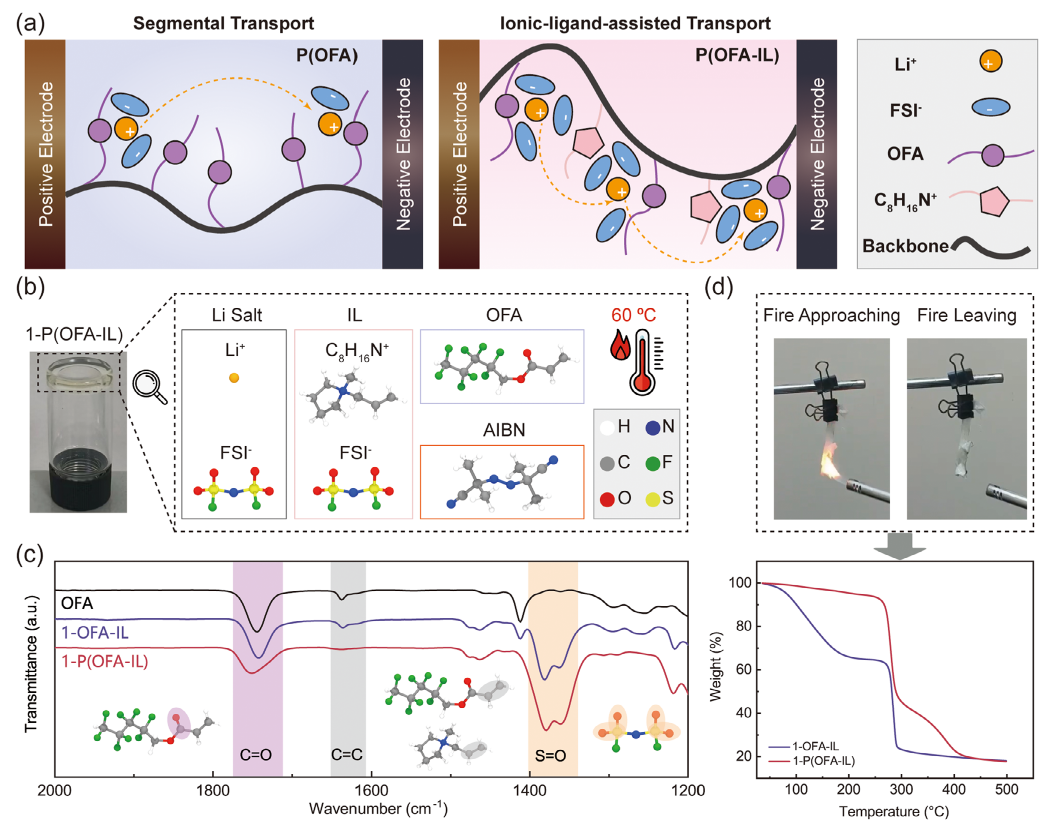 (a)
Segmental Transport
Ionic-ligand-assisted Transport
Positive Electrode
P(OFA)
Negative Electrode
Positive Electrode
P(OFA-IL)
Negative Electrode
Li⁺
FSI⁻
OFA
C₈H₁₆N⁺
Backbone
(b)
1-P(OFA-IL)
Li Salt
Li⁺
FSI⁻
IL
C₈H₁₆N⁺
FSI⁻
OFA
AIBN
60 ºC
H N
C F
O S
(d)
Fire Approaching
Fire Leaving
(c)
Transmittance (a.u.)
OFA
1-OFA-IL
1-P(OFA-IL)
C=O
C=C
S=O
2000 1800 1600 1400 1200
Wavenumber (cm⁻¹)
Weight (%)
100
80
60
40
20
1-OFA-IL
1-P(OFA-IL)
100 200 300 400 500
Temperature (°C)